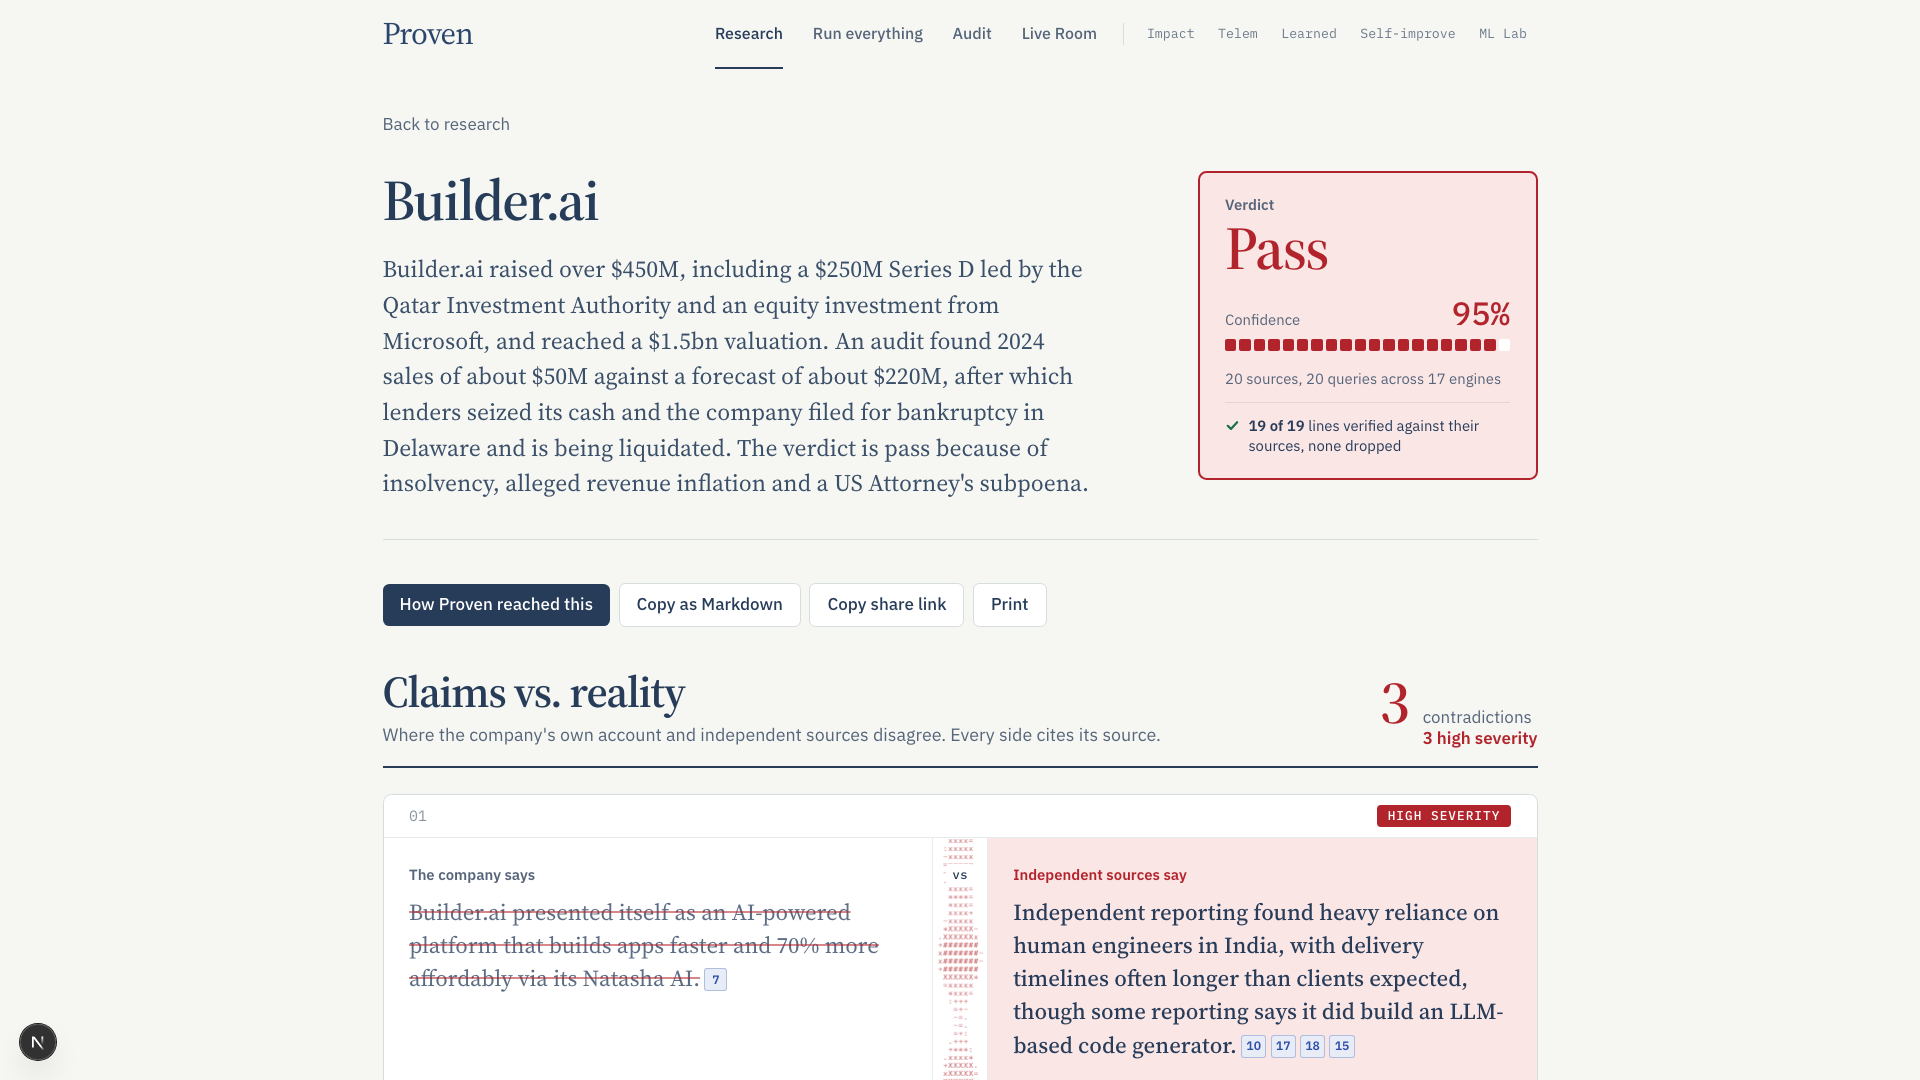 Proven
Research
Run everything
Audit
Live Room
Impact
Telem
Learned
Self-improve
ML Lab
Back to research
Builder.ai
Builder.ai raised over $450M, including a $250M Series D led by the
Qatar Investment Authority and an equity investment from
Microsoft, and reached a $1.5bn valuation. An audit found 2024
sales of about $50M against a forecast of about $220M, after which
lenders seized its cash and the company filed for bankruptcy in
Delaware and is being liquidated. The verdict is pass because of
insolvency, alleged revenue inflation and a US Attorney's subpoena.
Verdict
Pass
Confidence
95%
20 sources, 20 queries across 17 engines
19 of 19 lines verified against their
sources, none dropped
How Proven reached this
Copy as Markdown
Copy share link
Print
Claims vs. reality
Where the company's own account and independent sources disagree. Every side cites its source.
3
contradictions
3 high severity
01
HIGH SEVERITY
The company says
Builder.ai presented itself as an AI-powered
platform that builds apps faster and 70% more
affordably via its Natasha AI. 7
vs
Independent sources say
Independent reporting found heavy reliance on
human engineers in India, with delivery
timelines often longer than clients expected,
though some reporting says it did build an LLM-
based code generator. 10 17 18 15
N